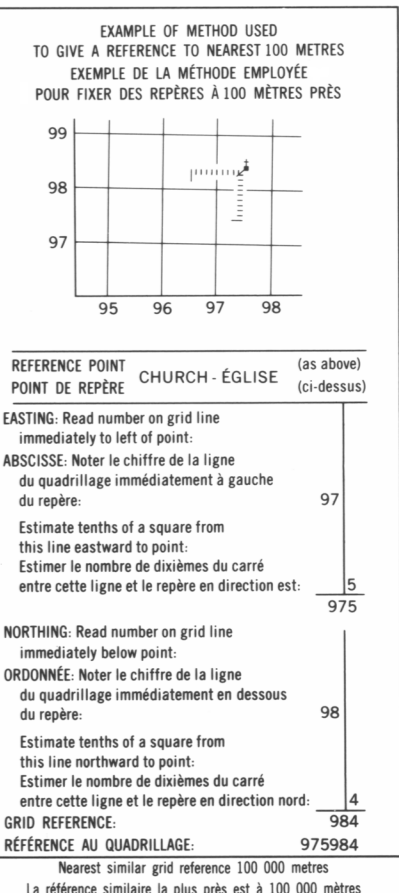 EXAMPLE OF METHOD USED
TO GIVE A REFERENCE TO NEAREST 100 METRES
EXEMPLE DE LA MÉTHODE EMPLOYÉE
POUR FIXER DES REPÈRES À 100 MÈTRES PRÈS
99
98
97
95 96 97 98
REFERENCE POINT
POINT DE REPÈRE
CHURCH - ÉGLISE
(as above)
(ci-dessus)
EASTING: Read number on grid line
immediately to left of point:
ABSCISSE: Noter le chiffre de la ligne
du quadrillage immédiatement à gauche
du repère: 97
Estimate tenths of a square from
this line eastward to point:
Estimer le nombre de dixièmes du carré
entre cette ligne et le repère en direction est: 5
975
NORTHING: Read number on grid line
immediately below point:
ORDONNÉE: Noter le chiffre de la ligne
du quadrillage immédiatement en dessous
du repère: 98
Estimate tenths of a square from
this line northward to point:
Estimer le nombre de dixièmes du carré
entre cette ligne et le repère en direction nord: 4
GRID REFERENCE: 984
RÉFÉRENCE AU QUADRILLAGE: 975984
Nearest similar grid reference 100 000 metres
La référence similaire la plus près est à 100 000 mètres